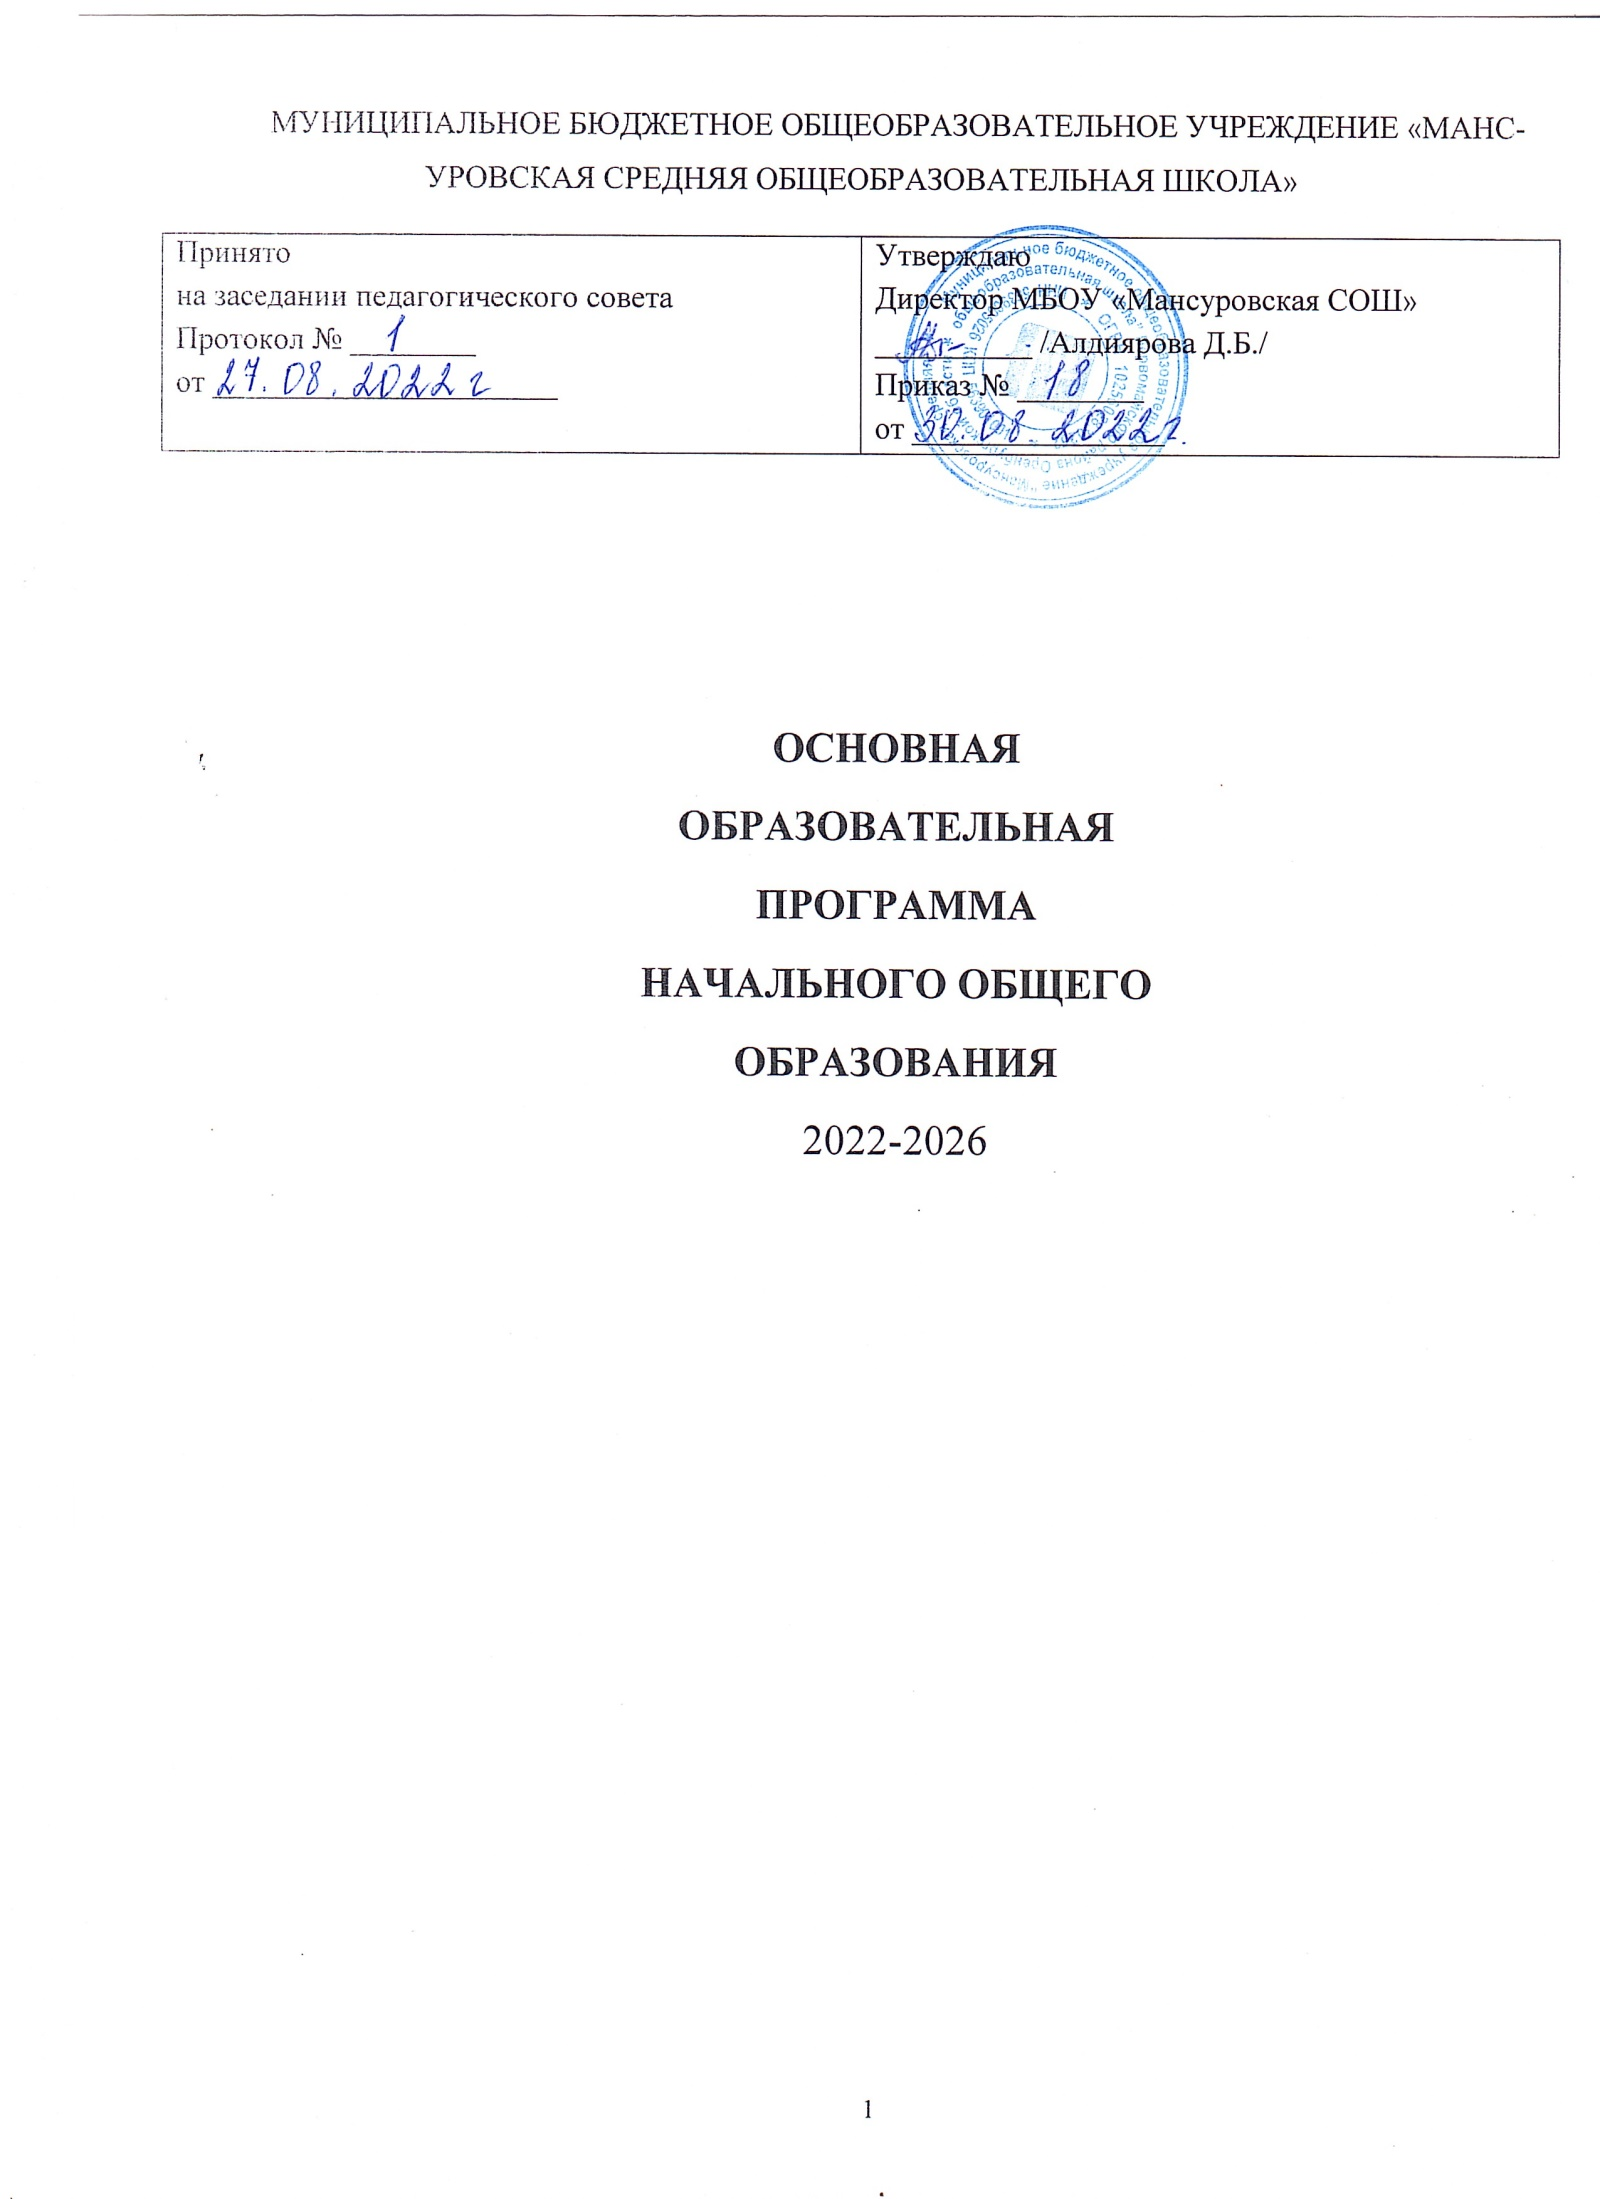 МУНИЦИПАЛЬНОЕ БЮДЖЕТНОЕ ОБЩЕОБРАЗОВАТЕЛЬНОЕ УЧРЕЖДЕНИЕ «МАНС-
УРОВСКАЯ СРЕДНЯЯ ОБЩЕОБРАЗОВАТЕЛЬНАЯ ШКОЛА»
Принято
на заседании педагогического совета
Протокол № 1
от 27.08.2022 г
Утверждаю
Директор МБОУ «Мансуровская СОШ»
/Алдиярова Д.Б./
Приказ № 18
от 30.08 2022г.
ОСНОВНАЯ
ОБРАЗОВАТЕЛЬНАЯ
ПРОГРАММА
НАЧАЛЬНОГО ОБЩЕГО
ОБРАЗОВАНИЯ
2022-2026
1